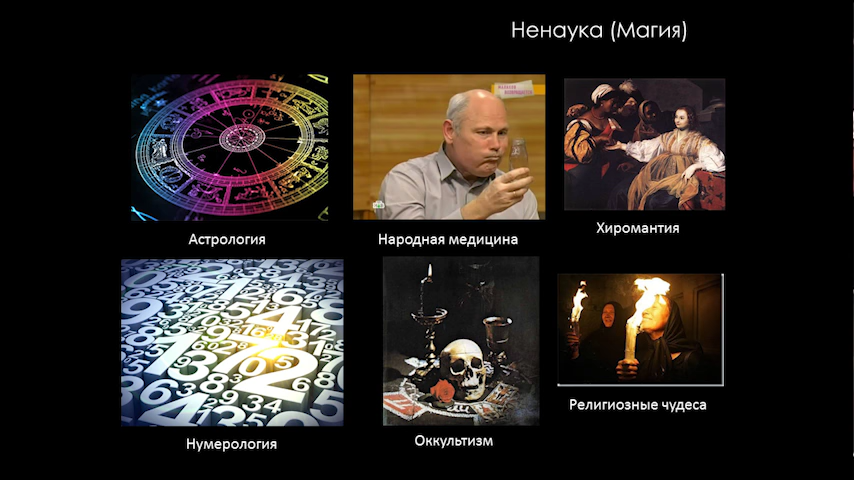 Ненаука (Магия)
Астрология
Народная медицина
Хиромантия
Нумерология
Оккультизм
Религиозные чудеса